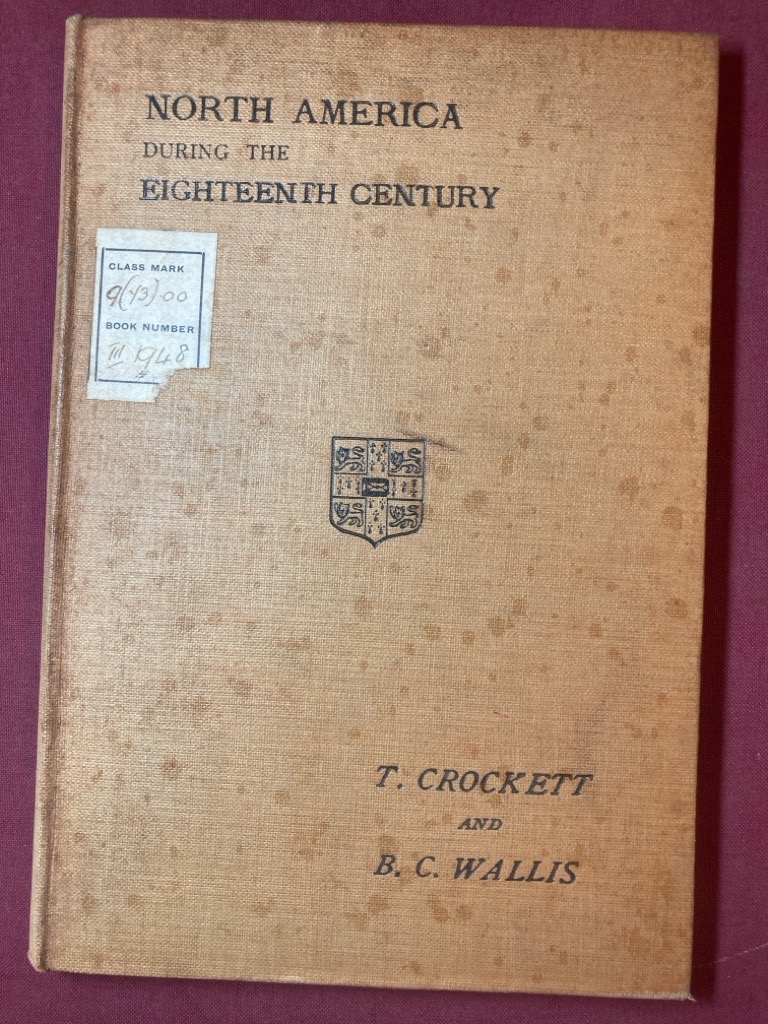 NORTH AMERICA
DURING THE
EIGHTEENTH CENTURY
CLASS MARK
9(73).00
BOOK NUMBER
III 1948
T. CROCKETT
AND
B. C. WALLIS